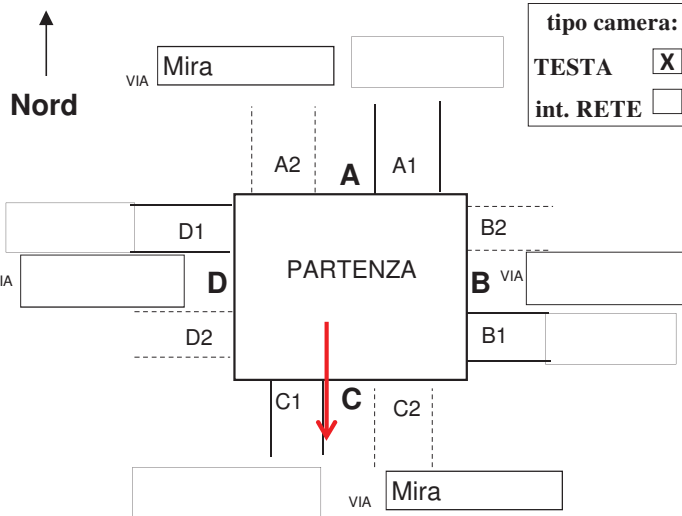 tipo camera:
VIA Mira
TESTA X
Nord
int. RETE
A2 A A1
D1 B2
PARTENZA
IA D B VIA
D2 B1
C1 C C2
VIA Mira